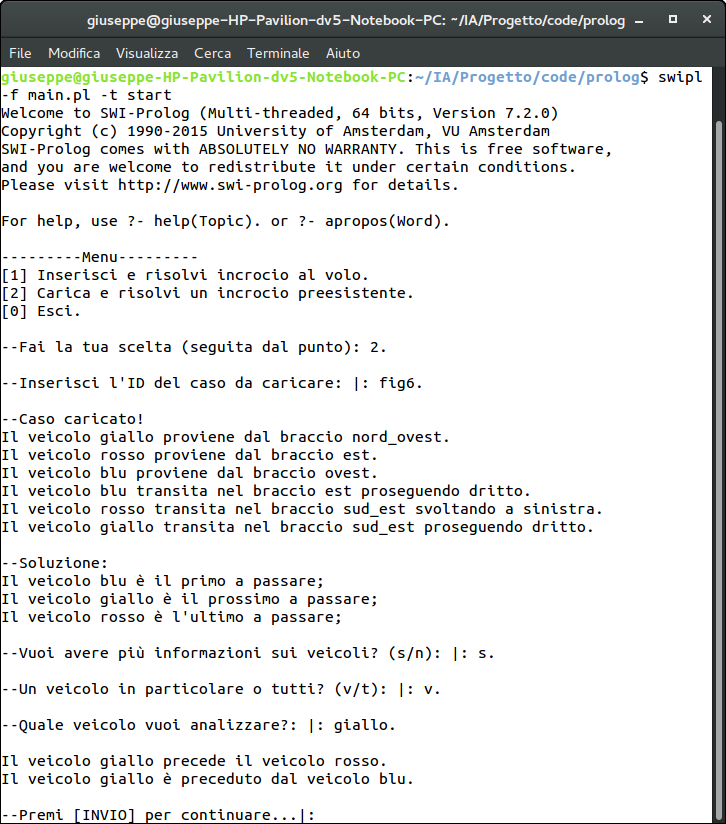 giuseppe@giuseppe-HP-Pavilion-dv5-Notebook-PC: ~/IA/Progetto/code/prolog
File Modifica Visualizza Cerca Terminale Aiuto
giuseppe@giuseppe-HP-Pavilion-dv5-Notebook-PC:~/IA/Progetto/code/prolog$ swipl
-f main.pl -t start
Welcome to SWI-Prolog (Multi-threaded, 64 bits, Version 7.2.0)
Copyright (c) 1990-2015 University of Amsterdam, VU Amsterdam
SWI-Prolog comes with ABSOLUTELY NO WARRANTY. This is free software,
and you are welcome to redistribute it under certain conditions.
Please visit http://www.swi-prolog.org for details.

For help, use ?- help(Topic). or ?- apropos(Word).

---------Menu---------
[1] Inserisci e risolvi incrocio al volo.
[2] Carica e risolvi un incrocio preesistente.
[0] Esci.

--Fai la tua scelta (seguita dal punto): 2.

--Inserisci l'ID del caso da caricare: |: fig6.

--Caso caricato!
Il veicolo giallo proviene dal braccio nord_ovest.
Il veicolo rosso proviene dal braccio est.
Il veicolo blu proviene dal braccio ovest.
Il veicolo blu transita nel braccio est proseguendo dritto.
Il veicolo rosso transita nel braccio sud_est svoltando a sinistra.
Il veicolo giallo transita nel braccio sud_est proseguendo dritto.

--Soluzione:
Il veicolo blu è il primo a passare;
Il veicolo giallo è il prossimo a passare;
Il veicolo rosso è l'ultimo a passare;

--Vuoi avere più informazioni sui veicoli? (s/n): |: s.

--Un veicolo in particolare o tutti? (v/t): |: v.

--Quale veicolo vuoi analizzare?: |: giallo.

Il veicolo giallo precede il veicolo rosso.
Il veicolo giallo è preceduto dal veicolo blu.

--Premi [INVIO] per continuare...|: